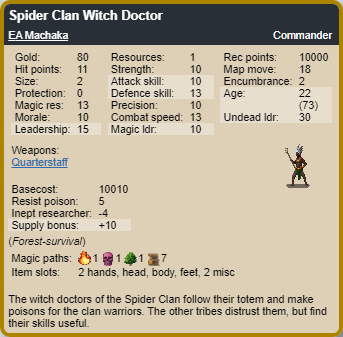 Spider Clan Witch Doctor
EA Machaka Commander
Gold: 80 Resources: 1 Rec points: 10000
Hit points: 11 Strength: 10 Map move: 18
Size: 2 Attack skill: 10 Encumbrance: 2
Protection: 0 Defence skill: 13 Age: 22
Magic res: 13 Precision: 10 (73)
Morale: 10 Combat speed: 13 Undead ldr: 30
Leadership: 15 Magic ldr: 10
Weapons:
Quarterstaff
Basecost: 10010
Resist poison: 5
Inept researcher: -4
Supply bonus: +10
(Forest-survival)
Magic paths: 1 1 1 7
Item slots: 2 hands, head, body, feet, 2 misc
The witch doctors of the Spider Clan follow their totem and make
poisons for the clan warriors. The other tribes distrust them, but find
their skills useful.